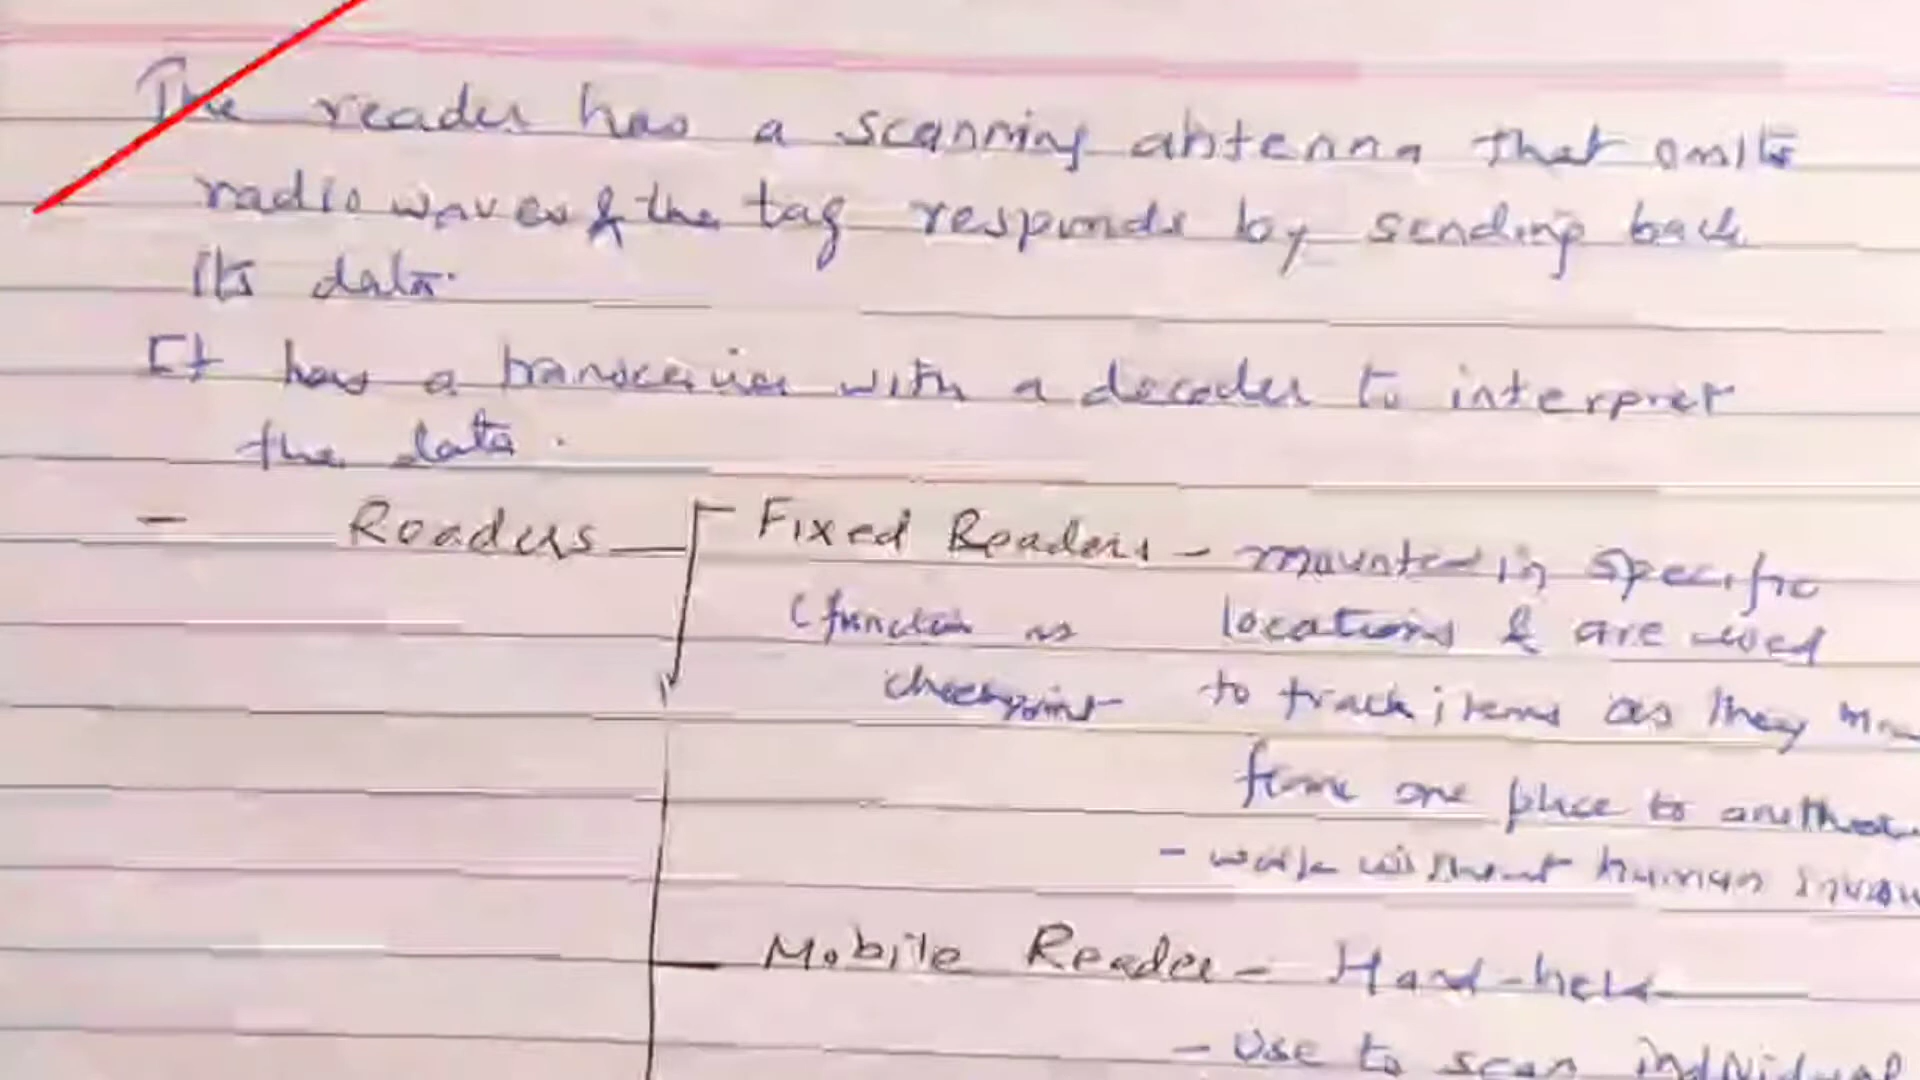 The reader has a scanning antenna that emits
radio waves & the tag responds by sending back
its data.
It has a transceiver with a decoder to interpret
the data.
- Readers
Fixed Readers - mounted in specific
(function as locations & are used
checkpoint to track items as they
from one place to another
- work without human
Mobile Reader - Hand-held
- Use to scan individual